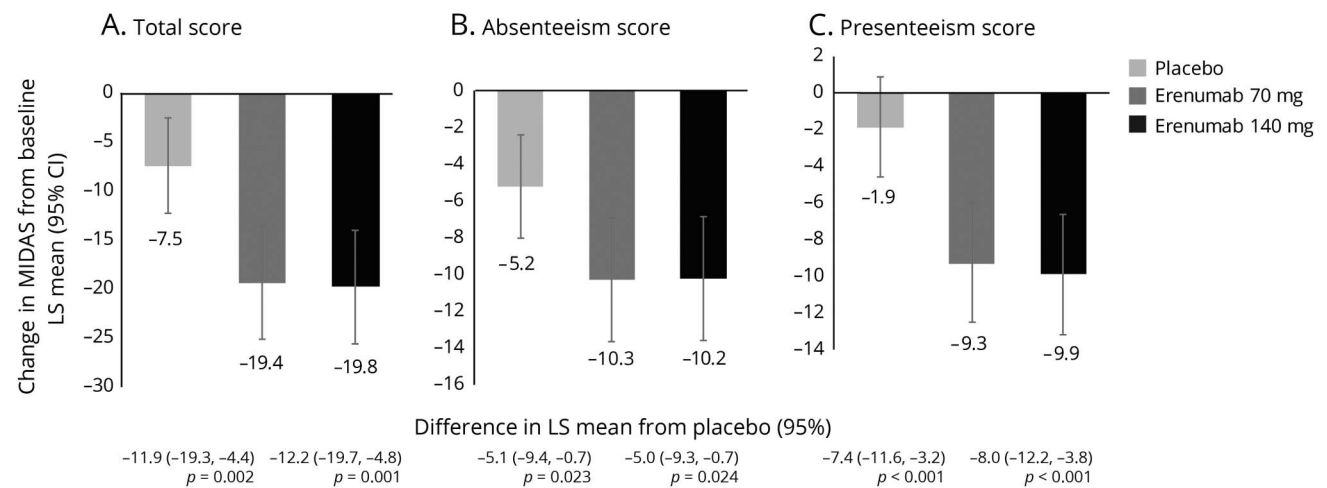 A. Total score
B. Absenteeism score
C. Presenteeism score
Placebo
Erenumab 70 mg
Erenumab 140 mg
Change in MIDAS from baseline
LS mean (95% CI)
0
–5
–10
–15
–20
–25
–30
–7.5
–19.4
–19.8
0
–2
–4
–6
–8
–10
–12
–14
–16
–5.2
–10.3
–10.2
2
0
–2
–4
–6
–8
–10
–12
–14
–1.9
–9.3
–9.9
Difference in LS mean from placebo (95%)
–11.9 (–19.3, –4.4)
p = 0.002
–12.2 (–19.7, –4.8)
p = 0.001
–5.1 (–9.4, –0.7)
p = 0.023
–5.0 (–9.3, –0.7)
p = 0.024
–7.4 (–11.6, –3.2)
p < 0.001
–8.0 (–12.2, –3.8)
p < 0.001